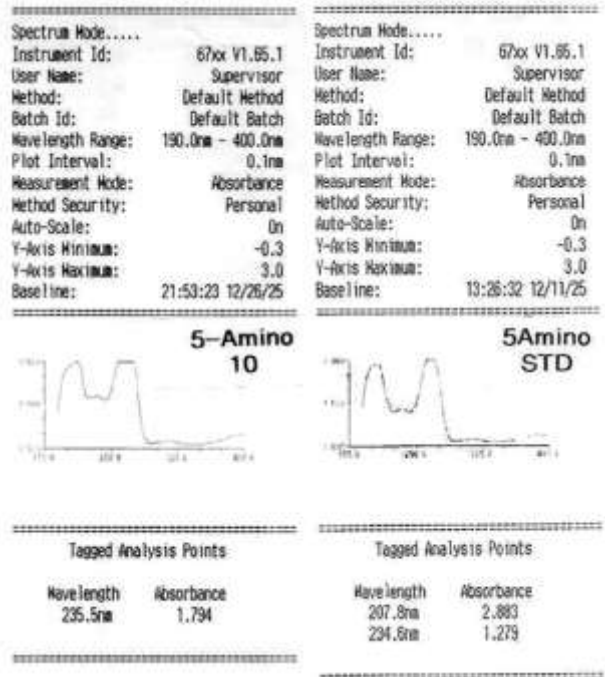 Spectrum Mode.....
Instrument Id: 67xx V1.65.1
User Name: Supervisor
Method: Default Method
Batch Id: Default Batch
Wavelength Range: 190.0nm - 400.0nm
Plot Interval: 0.1nm
Measurement Mode: Absorbance
Method Security: Personal
Auto-Scale: On
Y-Axis Minimum: -0.3
Y-Axis Maximum: 3.0
Baseline: 21:53:23 12/26/25
5-Amino
10
Tagged Analysis Points
Wavelength Absorbance
235.5nm 1.794
Spectrum Mode.....
Instrument Id: 67xx V1.65.1
User Name: Supervisor
Method: Default Method
Batch Id: Default Batch
Wavelength Range: 190.0nm - 400.0nm
Plot Interval: 0.1nm
Measurement Mode: Absorbance
Method Security: Personal
Auto-Scale: On
Y-Axis Minimum: -0.3
Y-Axis Maximum: 3.0
Baseline: 13:26:32 12/11/25
5Amino
STD
Tagged Analysis Points
Wavelength Absorbance
207.8nm 2.883
234.6nm 1.279